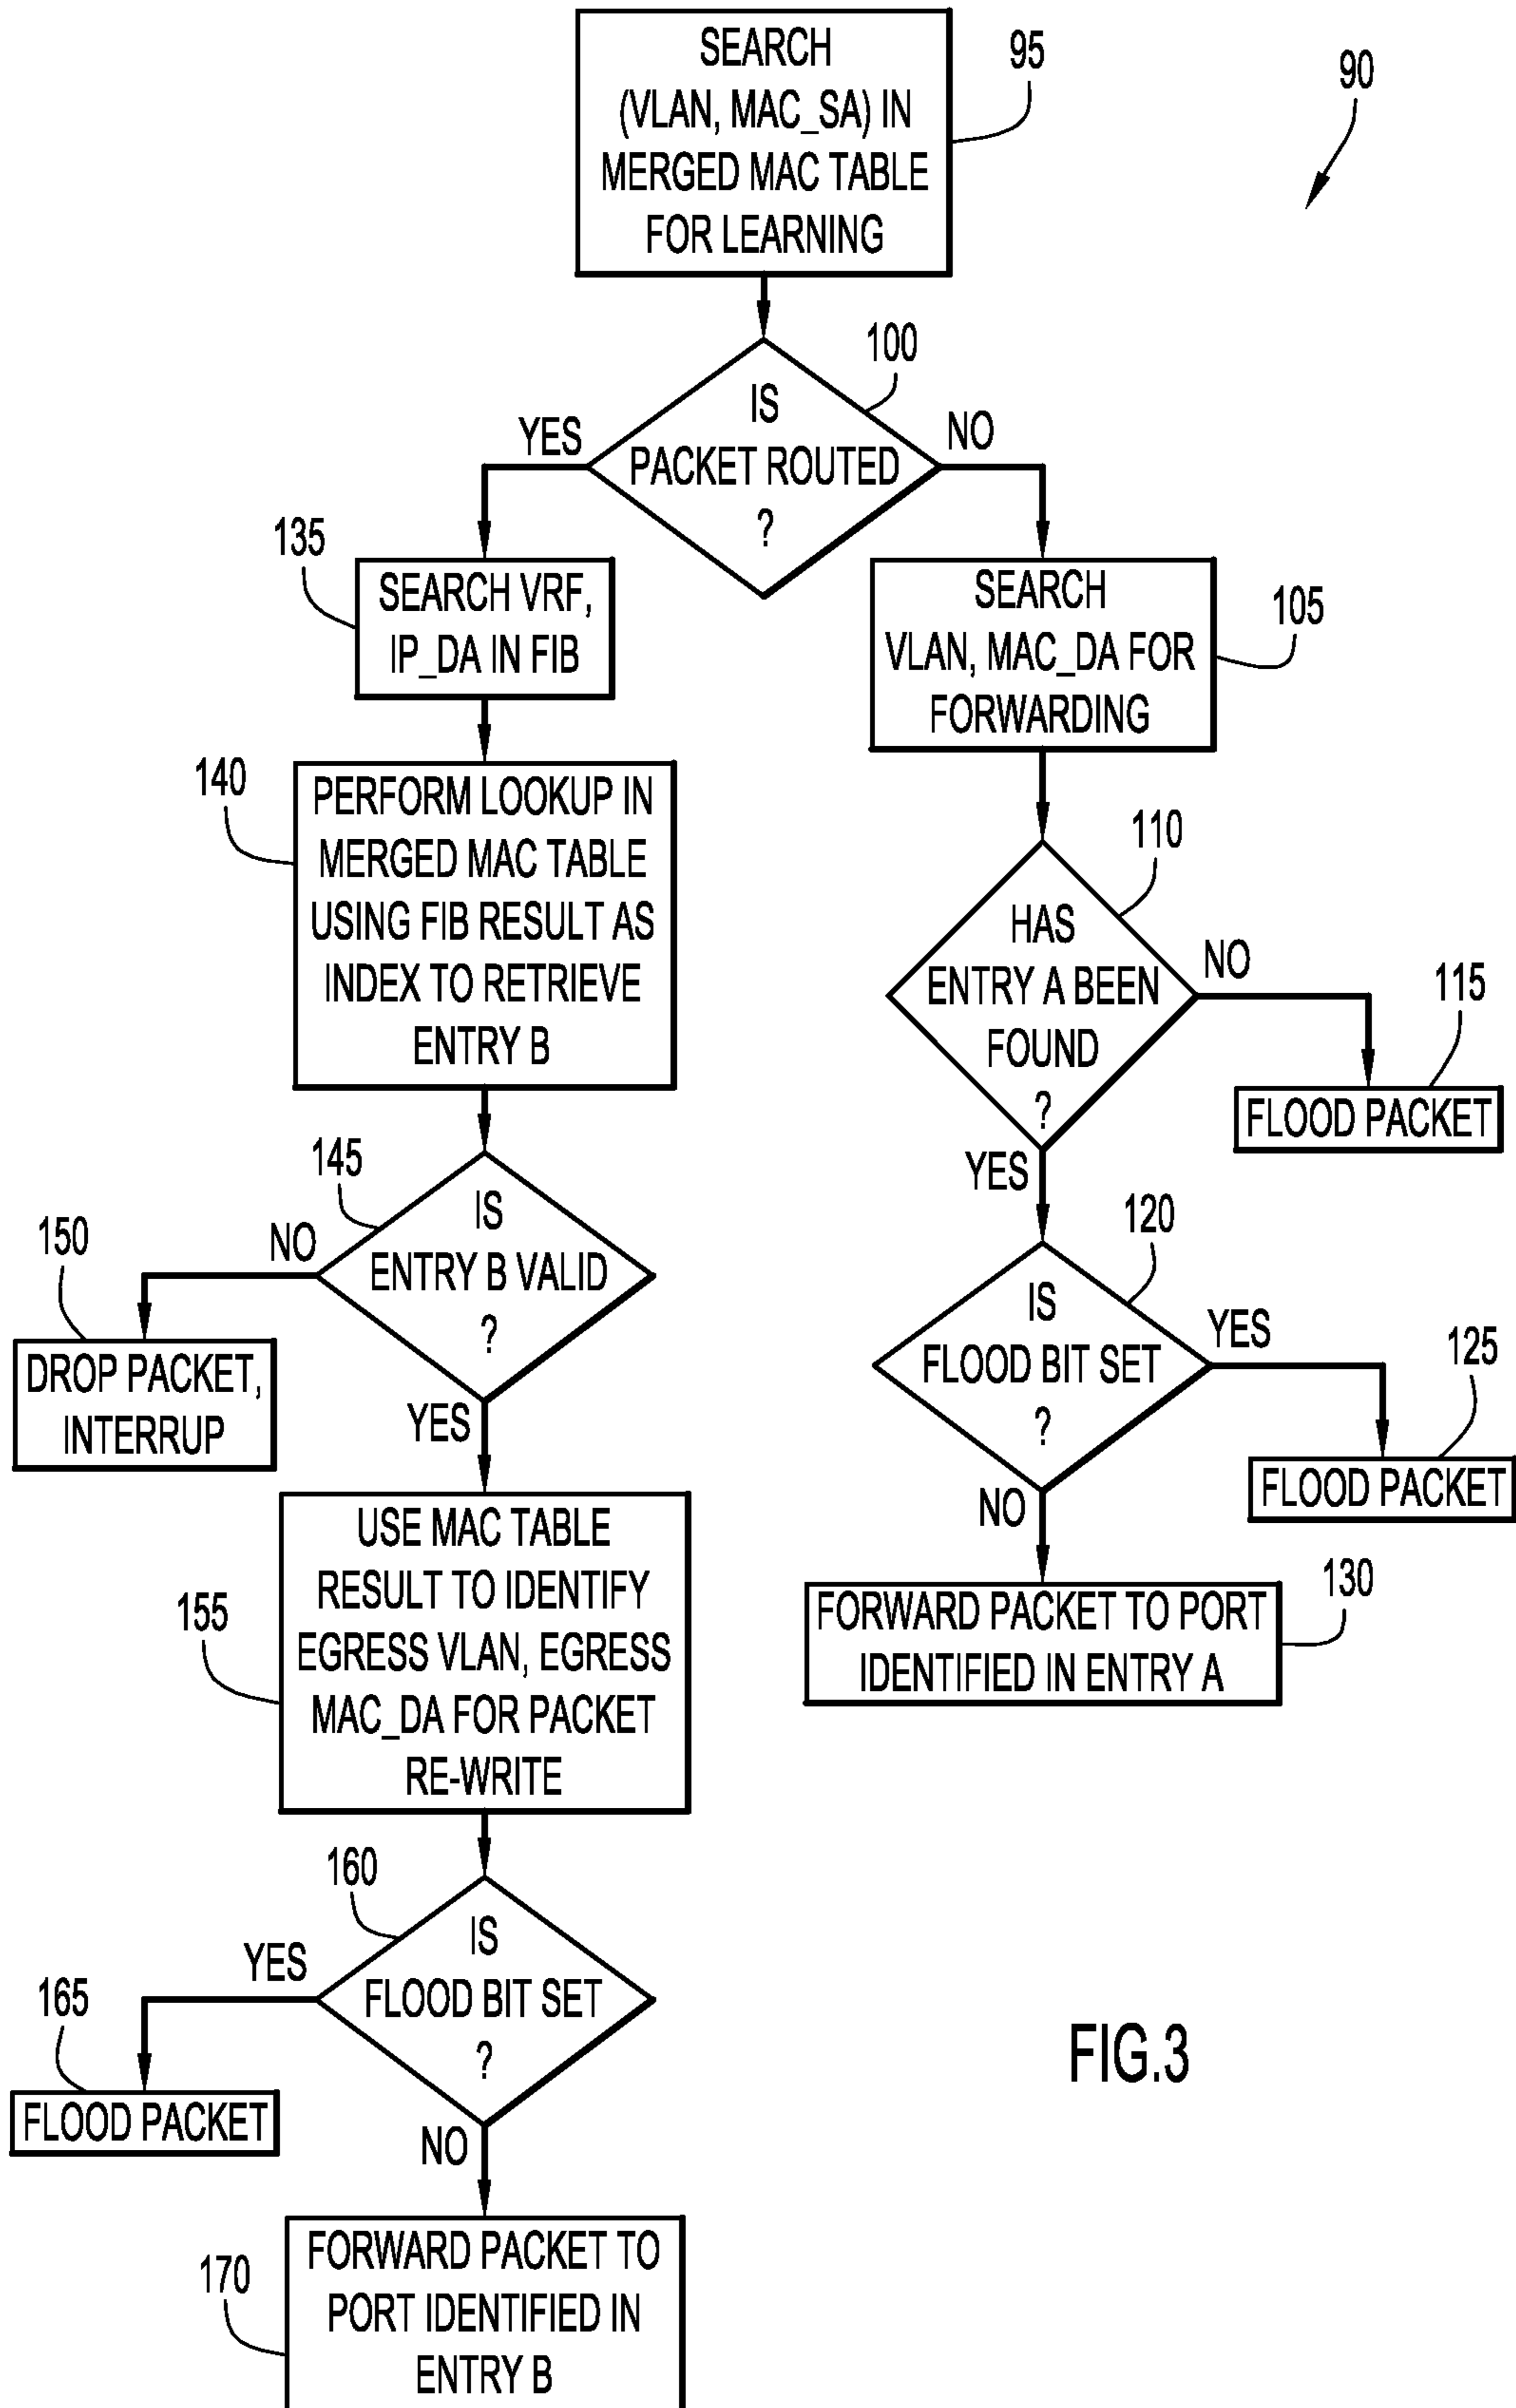 SEARCH
(VLAN, MAC_SA) IN
MERGED MAC TABLE
FOR LEARNING
95
90
100
IS
PACKET ROUTED
?
YES
NO
135
SEARCH VRF,
IP_DA IN FIB
SEARCH
VLAN, MAC_DA FOR
FORWARDING
105
140
PERFORM LOOKUP IN
MERGED MAC TABLE
USING FIB RESULT AS
INDEX TO RETRIEVE
ENTRY B
110
HAS
ENTRY A BEEN
FOUND
?
NO
115
FLOOD PACKET
YES
145
IS
ENTRY B VALID
?
NO
150
DROP PACKET,
INTERRUP
YES
120
IS
FLOOD BIT SET
?
YES
125
FLOOD PACKET
NO
155
USE MAC TABLE
RESULT TO IDENTIFY
EGRESS VLAN, EGRESS
MAC_DA FOR PACKET
RE-WRITE
130
FORWARD PACKET TO PORT
IDENTIFIED IN ENTRY A
160
IS
FLOOD BIT SET
?
YES
165
FLOOD PACKET
NO
170
FORWARD PACKET TO
PORT IDENTIFIED IN
ENTRY B
FIG.3